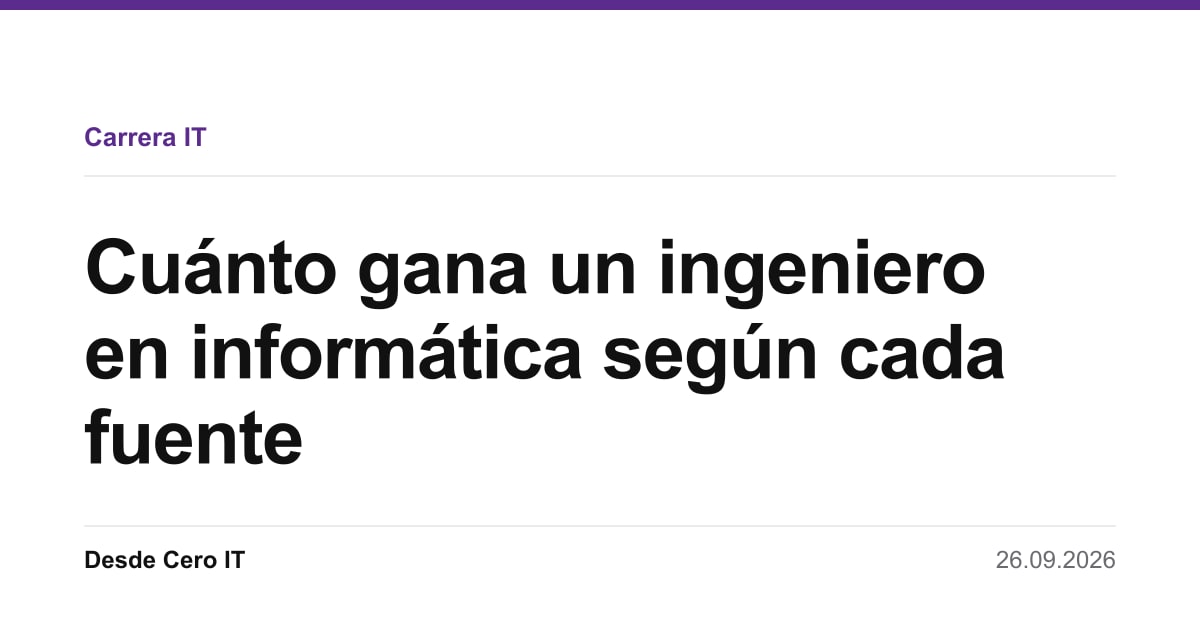 Carrera IT
Cuánto gana un ingeniero
en informática según cada
fuente
Desde Cero IT
26.09.2026